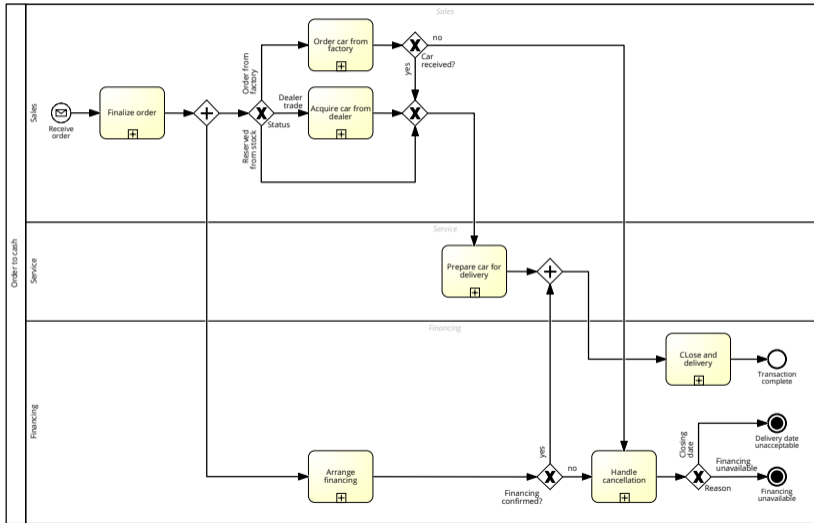 Order to cash
Sales
Sales
Receive
order
Finalize order
Order from
factory
Status
Dealer
trade
Reserved
from stock
Order car from
factory
Acquire car from
dealer
no
yes
Car
received?
Service
Service
Prepare car for
delivery
Financing
Financing
CLose and
delivery
Transaction
complete
Arrange
financing
yes
no
Financing
confirmed?
Handle
cancellation
Closing
date
Financing
unavailable
Reason
Delivery date
unacceptable
Financing
unavailable